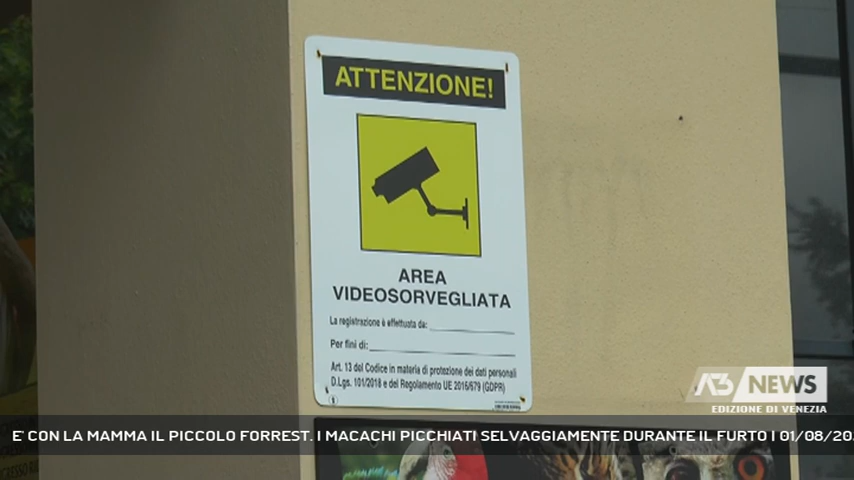 ATTENZIONE!
AREA
VIDEOSORVEGLIATA
La registrazione è effettuata da:
Per fini di:
Art. 13 del Codice in materia di protezione dei dati personali
D.Lgs. 101/2018 e del Regolamento UE 2016/679 (GDPR)
A3 NEWS
EDIZIONE DI VENEZIA
E' CON LA MAMMA IL PICCOLO FORREST. I MACACHI PICCHIATI SELVAGGIAMENTE DURANTE IL FURTO | 01/08/20